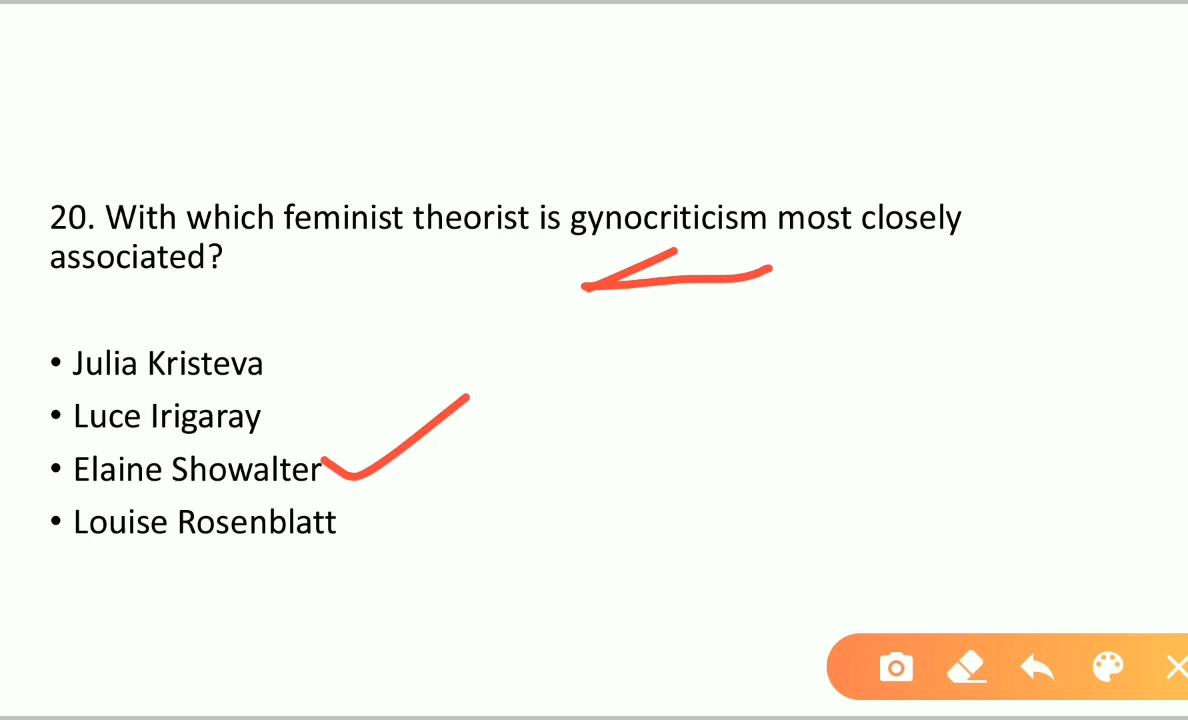 20. With which feminist theorist is gynocriticism most closely
associated?
• Julia Kristeva
• Luce Irigaray
• Elaine Showalter
• Louise Rosenblatt